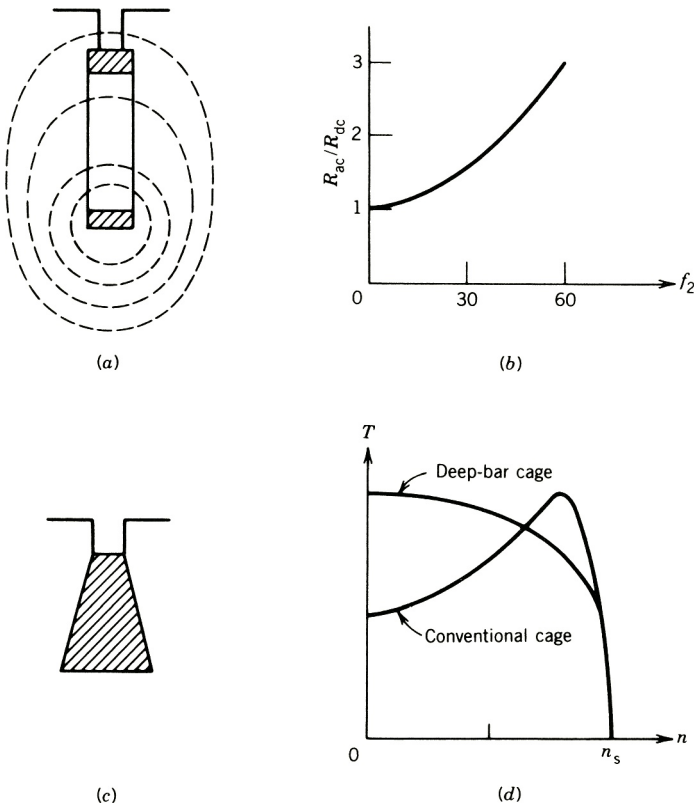 (a)
R_ac/R_dc
3
2
1
0
30
60
f_2
(b)
(c)
T
Deep-bar cage
Conventional cage
0
n_s
n
(d)